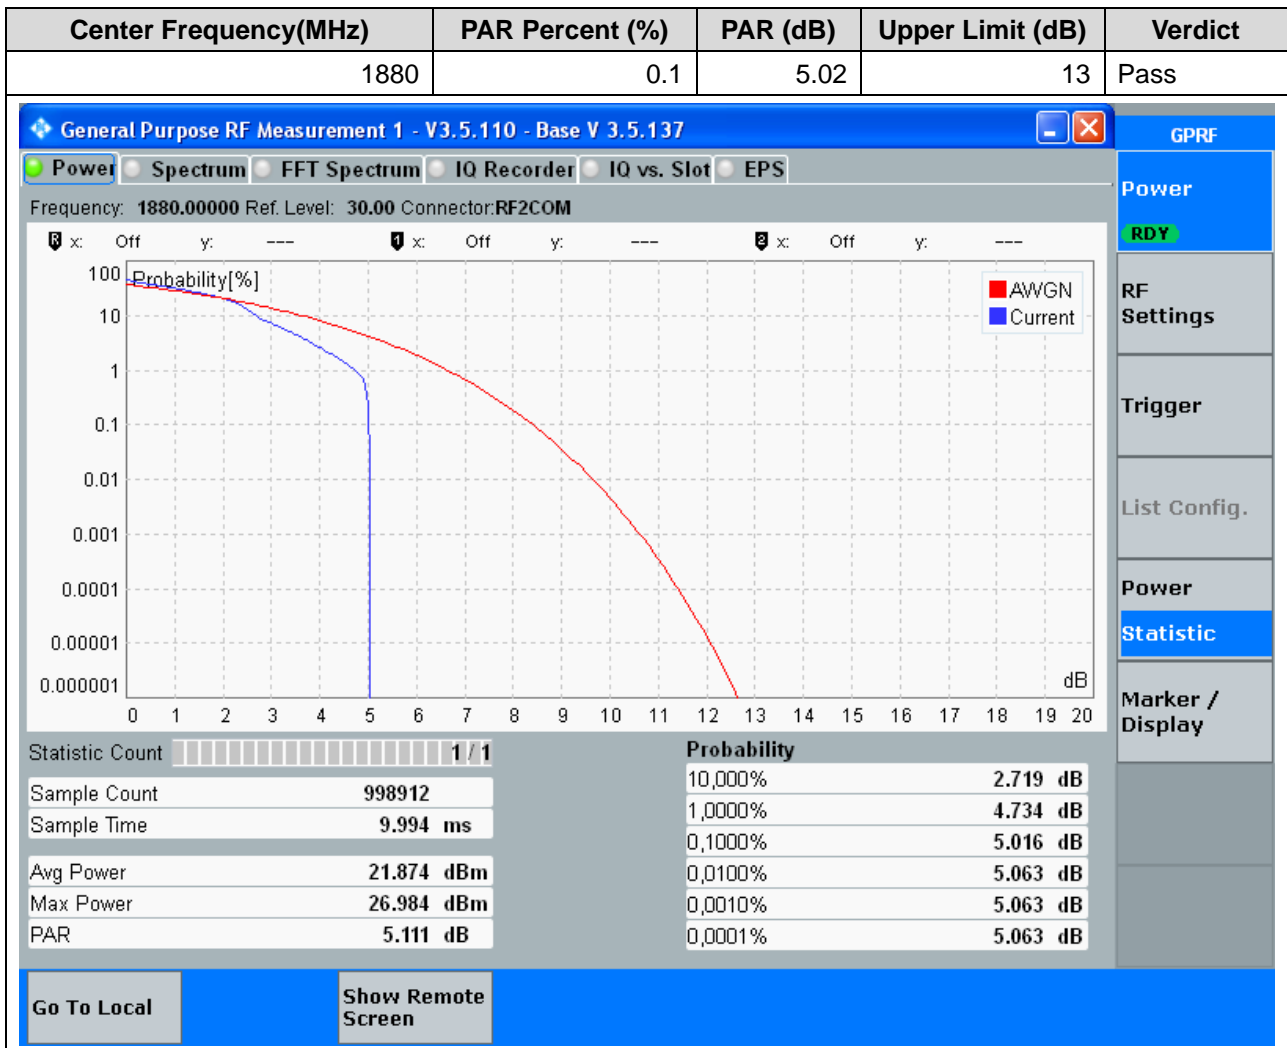 Center Frequency(MHz) PAR Percent (%) PAR (dB) Upper Limit (dB) Verdict
1880 0.1 5.02 13 Pass
General Purpose RF Measurement 1 - V3.5.110 - Base V 3.5.137
GPRF
Power Spectrum FFT Spectrum IQ Recorder IQ vs. Slot EPS
Frequency: 1880.00000 Ref. Level: 30.00 Connector:RF2COM
R x: Off y: --- 1 x: Off y: --- 2 x: Off y: ---
Probability[%]
100
10
1
0.1
0.01
0.001
0.0001
0.00001
0.000001
AWGN
Current
dB
0 1 2 3 4 5 6 7 8 9 10 11 12 13 14 15 16 17 18 19 20
Statistic Count 1 / 1
Sample Count 998912
Sample Time 9.994 ms
Avg Power 21.874 dBm
Max Power 26.984 dBm
PAR 5.111 dB
Probability
10,000% 2.719 dB
1,0000% 4.734 dB
0,1000% 5.016 dB
0,0100% 5.063 dB
0,0010% 5.063 dB
0,0001% 5.063 dB
Power
RDY
RF
Settings
Trigger
List Config.
Power
Statistic
Marker /
Display
Go To Local
Show Remote
Screen